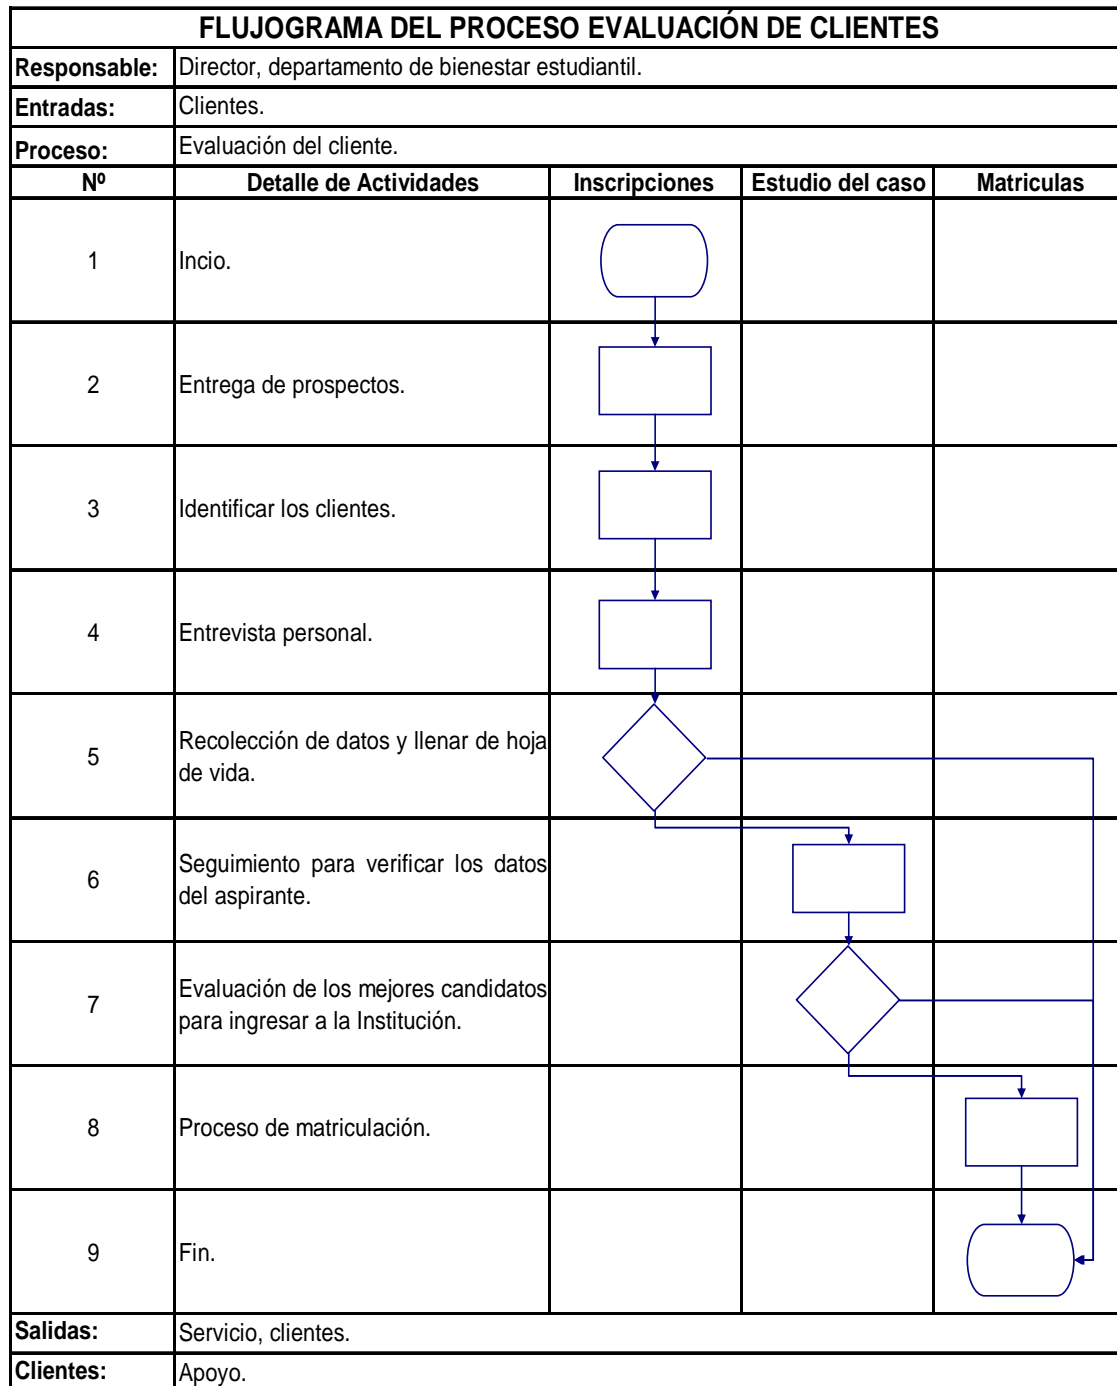 FLUJOGRAMA DEL PROCESO EVALUACIÓN DE CLIENTES
Responsable: Director, departamento de bienestar estudiantil.
Entradas: Clientes.
Proceso: Evaluación del cliente.
Nº Detalle de Actividades Inscripciones Estudio del caso Matriculas
1 Incio.
2 Entrega de prospectos.
3 Identificar los clientes.
4 Entrevista personal.
5 Recolección de datos y llenar de hoja
de vida.
6 Seguimiento para verificar los datos
del aspirante.
7 Evaluación de los mejores candidatos
para ingresar a la Institución.
8 Proceso de matriculación.
9 Fin.
Salidas: Servicio, clientes.
Clientes: Apoyo.